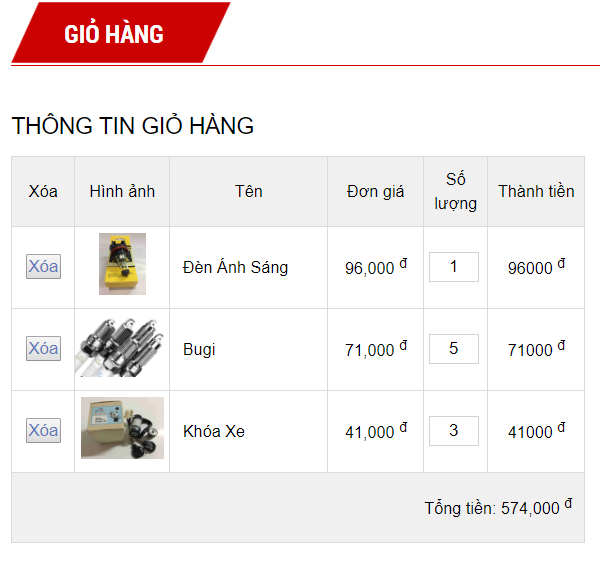 GIỎ HÀNG
THÔNG TIN GIỎ HÀNG
Xóa Hình ảnh Tên Đơn giá Số lượng Thành tiền
Xóa Đèn Ánh Sáng 96,000 đ 1 96000 đ
Xóa Bugi 71,000 đ 5 71000 đ
Xóa Khóa Xe 41,000 đ 3 41000 đ
Tổng tiền: 574,000 đ